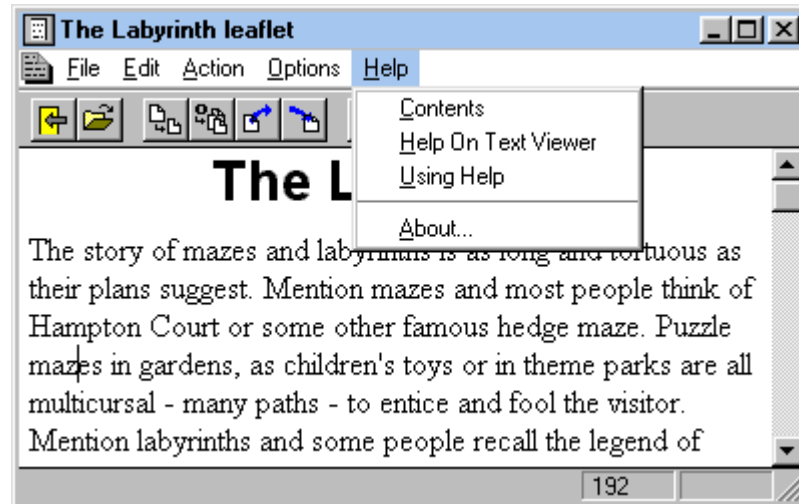 The Labyrinth leaflet
File Edit Action Options Help
Contents
Help On Text Viewer
Using Help
About...
The L
The story of mazes and labyrinths is as long and tortuous as
their plans suggest. Mention mazes and most people think of
Hampton Court or some other famous hedge maze. Puzzle
mazes in gardens, as children's toys or in theme parks are all
multicursal - many paths - to entice and fool the visitor.
Mention labyrinths and some people recall the legend of
192